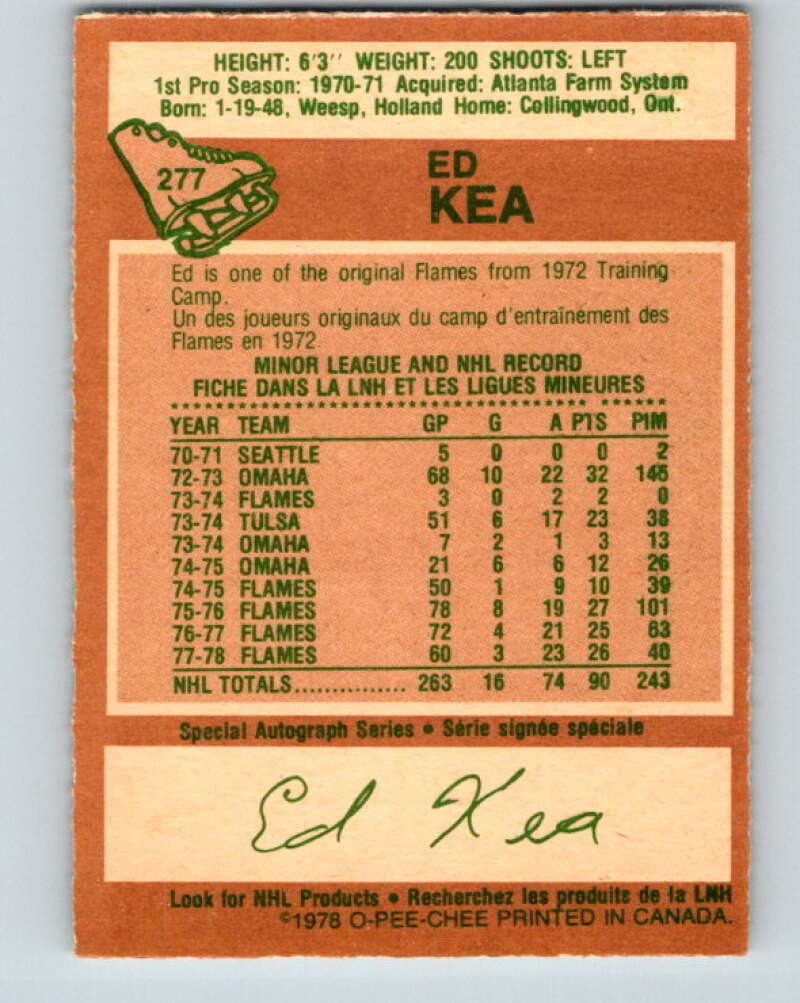 HEIGHT: 6'3'' WEIGHT: 200 SHOOTS: LEFT
1st Pro Season: 1970-71 Acquired: Atlanta Farm System
Born: 1-19-48, Weesp, Holland Home: Collingwood, Ont.
277
ED
KEA
Ed is one of the original Flames from 1972 Training
Camp.
Un des joueurs originaux du camp d'entraînement des
Flames en 1972
MINOR LEAGUE AND NHL RECORD
FICHE DANS LA LNH ET LES LIGUES MINEURES
YEAR TEAM GP G A PTS PIM
70-71 SEATTLE 5 0 0 0 2
72-73 OMAHA 68 10 22 32 145
73-74 FLAMES 3 0 2 2 0
73-74 TULSA 51 6 17 23 38
73-74 OMAHA 7 2 1 3 13
74-75 OMAHA 21 6 6 12 26
74-75 FLAMES 50 1 9 10 39
75-76 FLAMES 78 8 19 27 101
76-77 FLAMES 72 4 21 25 63
77-78 FLAMES 60 3 23 26 40
NHL TOTALS................ 263 16 74 90 243
Special Autograph Series • Série signée spéciale
Ed Kea
Look for NHL Products • Recherchez les produits de la LNH
©1978 O-PEE-CHEE PRINTED IN CANADA.